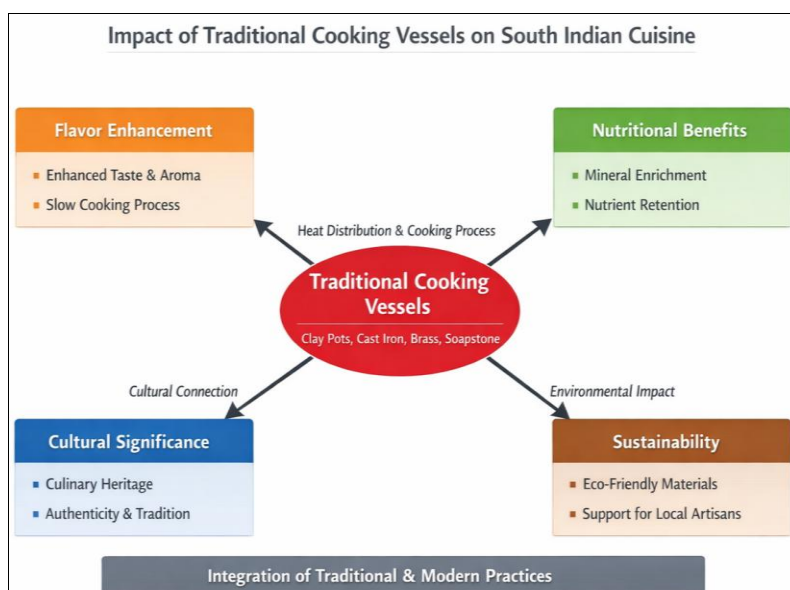 Impact of Traditional Cooking Vessels on South Indian Cuisine
Flavor Enhancement
▪ Enhanced Taste & Aroma
▪ Slow Cooking Process
Nutritional Benefits
▪ Mineral Enrichment
▪ Nutrient Retention
Heat Distribution & Cooking Process
Traditional Cooking
Vessels
Clay Pots, Cast Iron, Brass, Soapstone
Cultural Connection
Environmental Impact
Cultural Significance
▪ Culinary Heritage
▪ Authenticity & Tradition
Sustainability
▪ Eco-Friendly Materials
▪ Support for Local Artisans
Integration of Traditional & Modern Practices